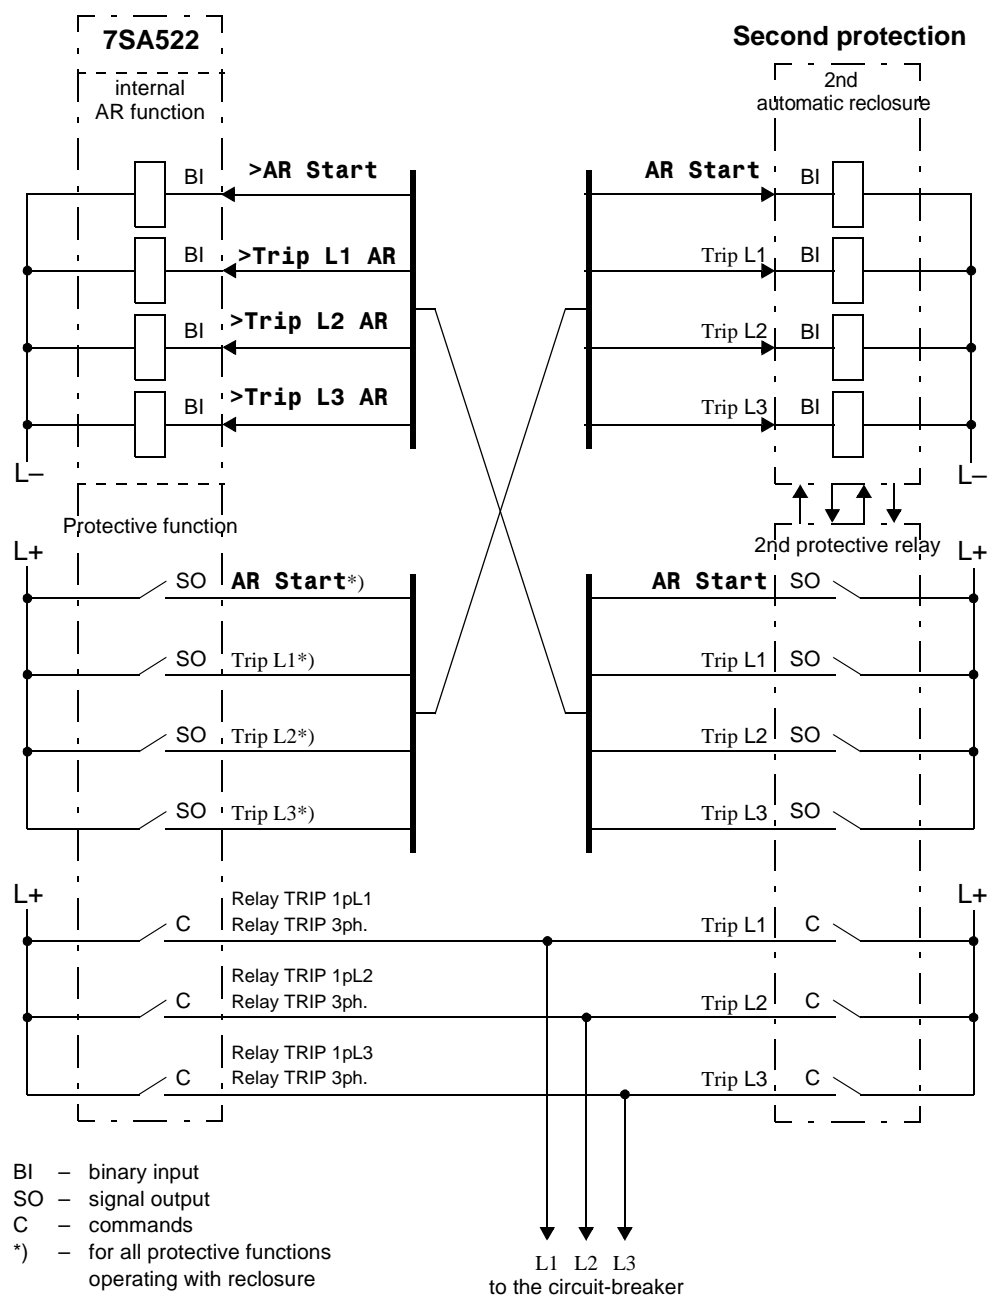 7SA522
Second protection
internal
AR function
2nd
automatic reclosure
BI >AR Start
AR Start BI
BI >Trip L1 AR
Trip L1 BI
BI >Trip L2 AR
Trip L2 BI
BI >Trip L3 AR
Trip L3 BI
L–
L–
Protective function
2nd protective relay
L+
L+
SO AR Start*)
AR Start SO
SO Trip L1*)
Trip L1 SO
SO Trip L2*)
Trip L2 SO
SO Trip L3*)
Trip L3 SO
L+
L+
Relay TRIP 1pL1
C Relay TRIP 3ph.
Trip L1 C
Relay TRIP 1pL2
C Relay TRIP 3ph.
Trip L2 C
Relay TRIP 1pL3
C Relay TRIP 3ph.
Trip L3 C
BI – binary input
SO – signal output
C – commands
*) – for all protective functions
operating with reclosure
L1 L2 L3
to the circuit-breaker